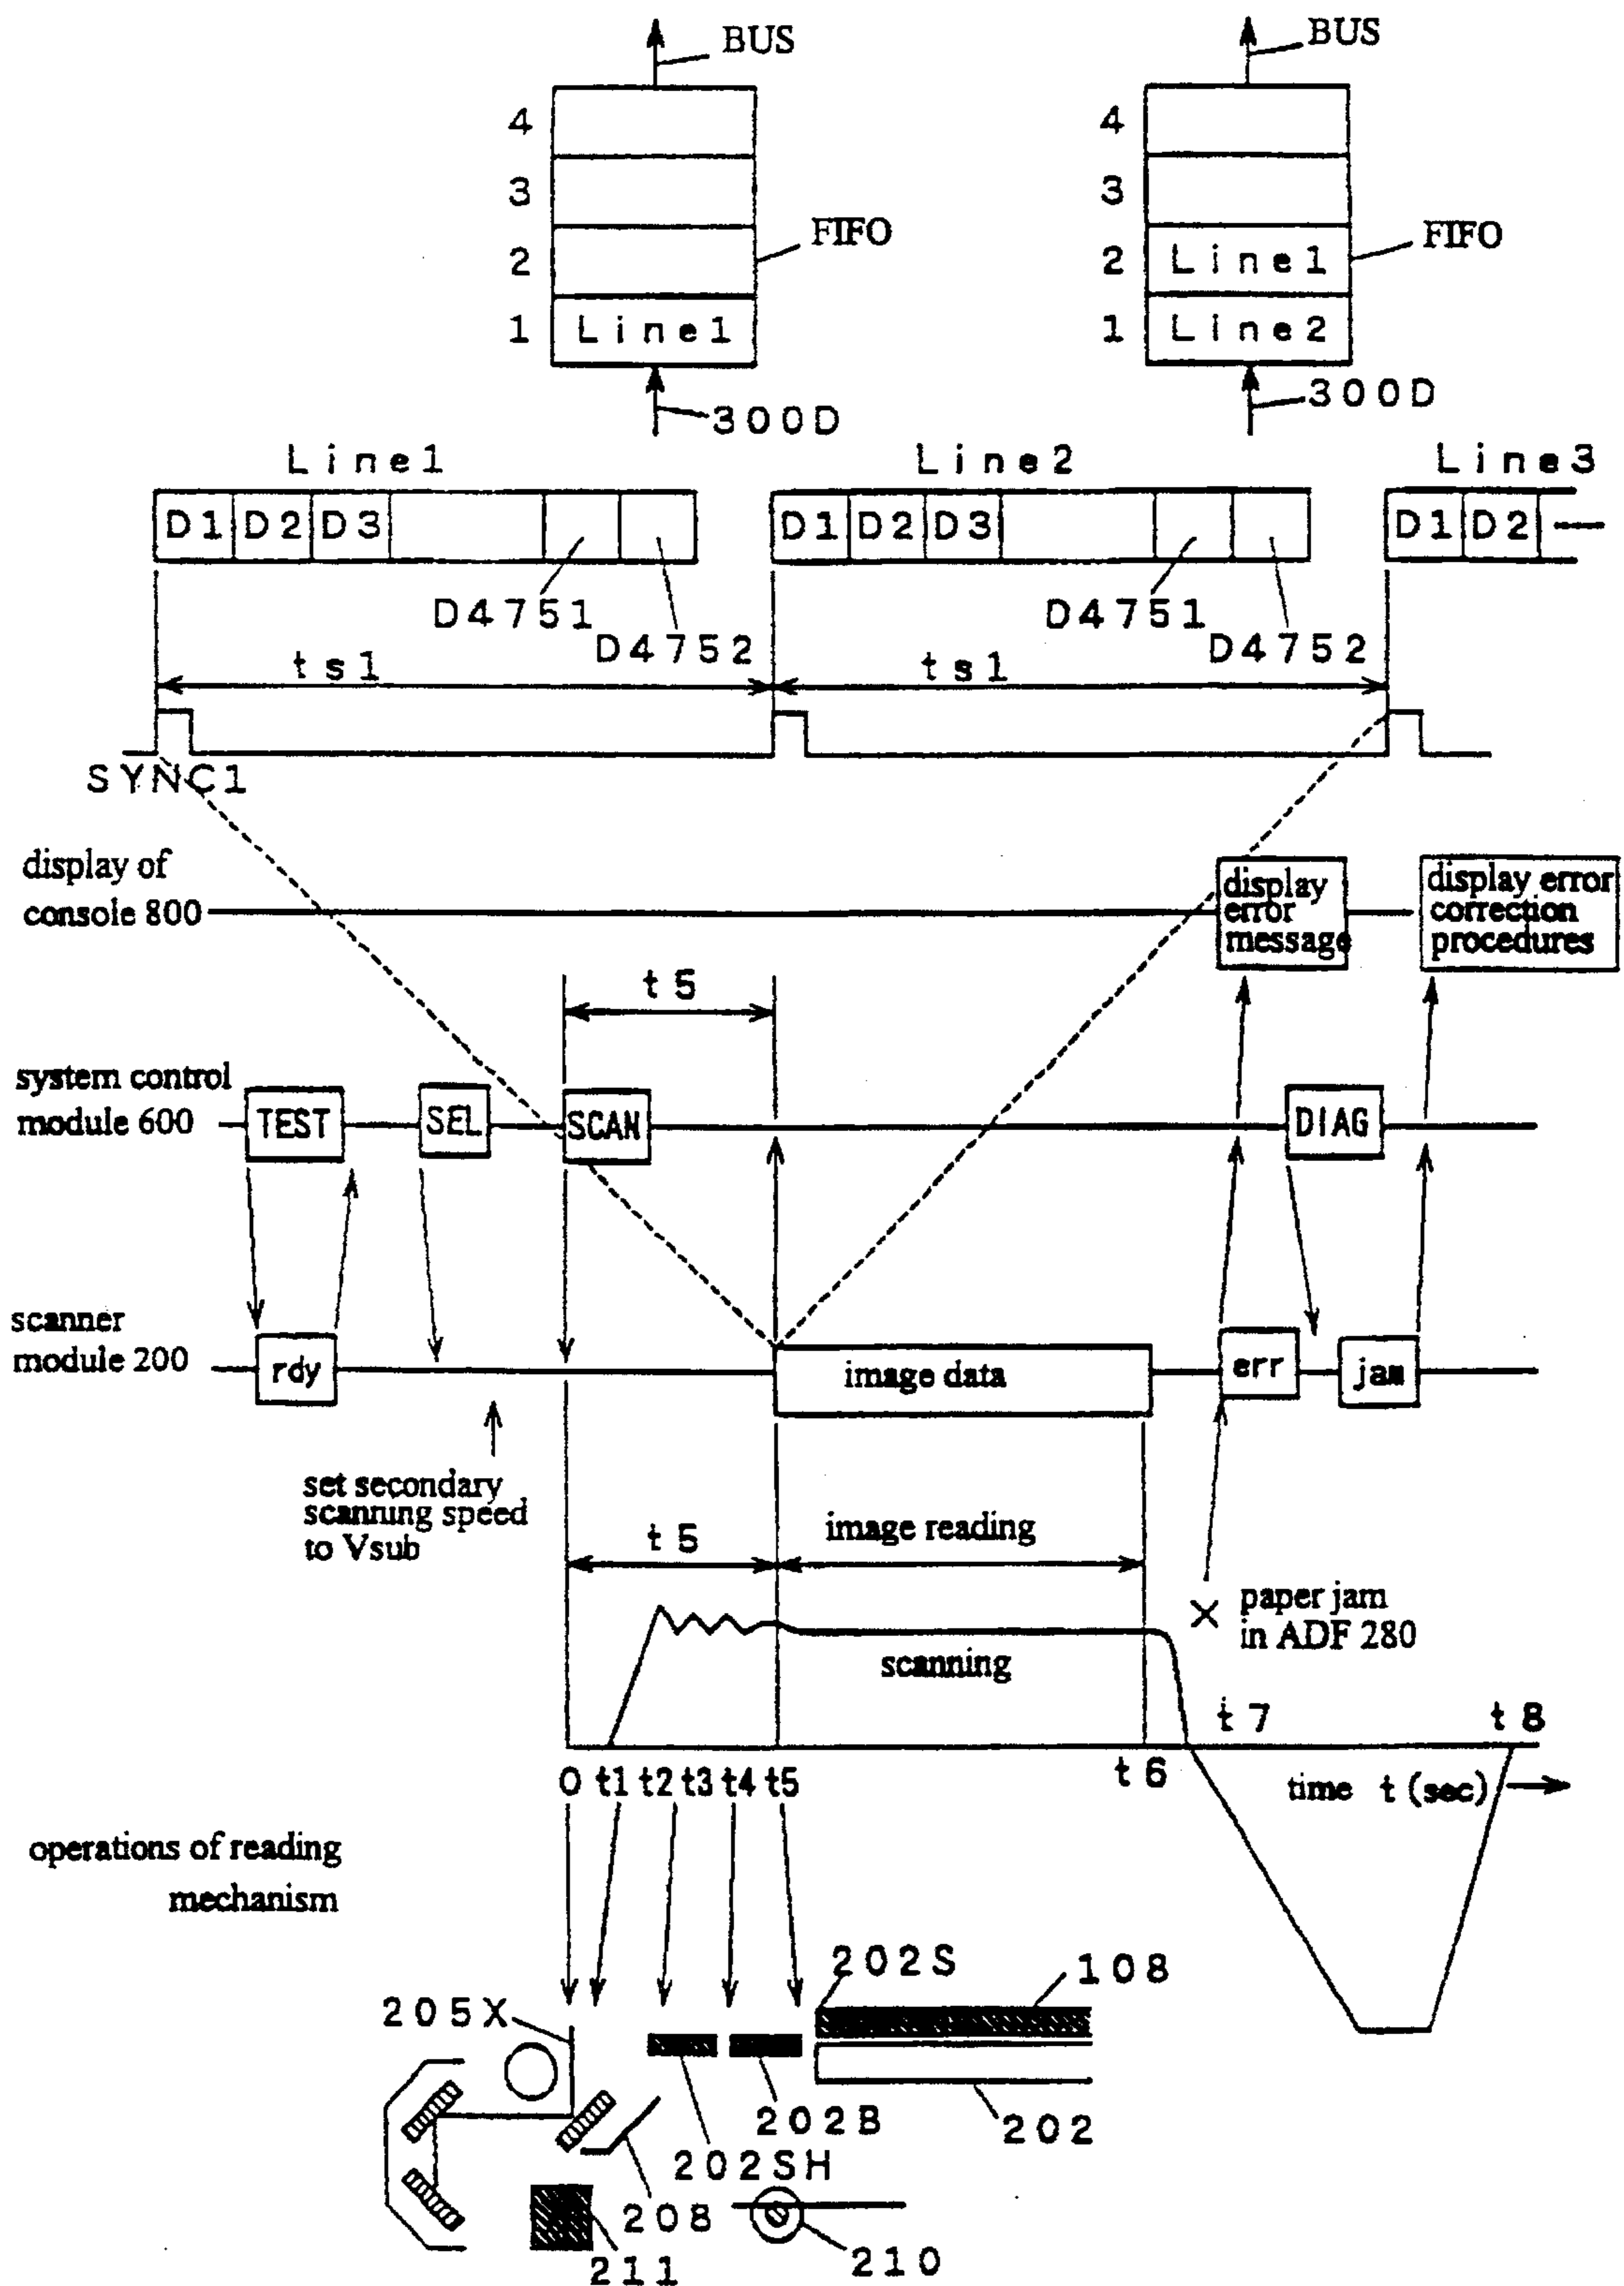 BUS
BUS
4
4
3
3
FIFO
FIFO
2
2 Line1
1 Line1
1 Line2
300D
300D
Line1
Line2
Line3
D1 D2 D3
D1 D2 D3
D1 D2
D4751
D4751
D4752
D4752
ts1
ts1
SYNC1
display of
console 800
display
error
message
display error
correction
procedures
t5
system control
module 600
TEST
SEL
SCAN
DIAG
scanner
module 200
rdy
image data
err
jam
set secondary
scanning speed
to Vsub
t5
image reading
paper jam
in ADF 280
scanning
t7
t8
0 t1 t2 t3 t4 t5
t6
time t (sec)
operations of reading
mechanism
202S
108
205X
202B
202
202SH
208
210
211